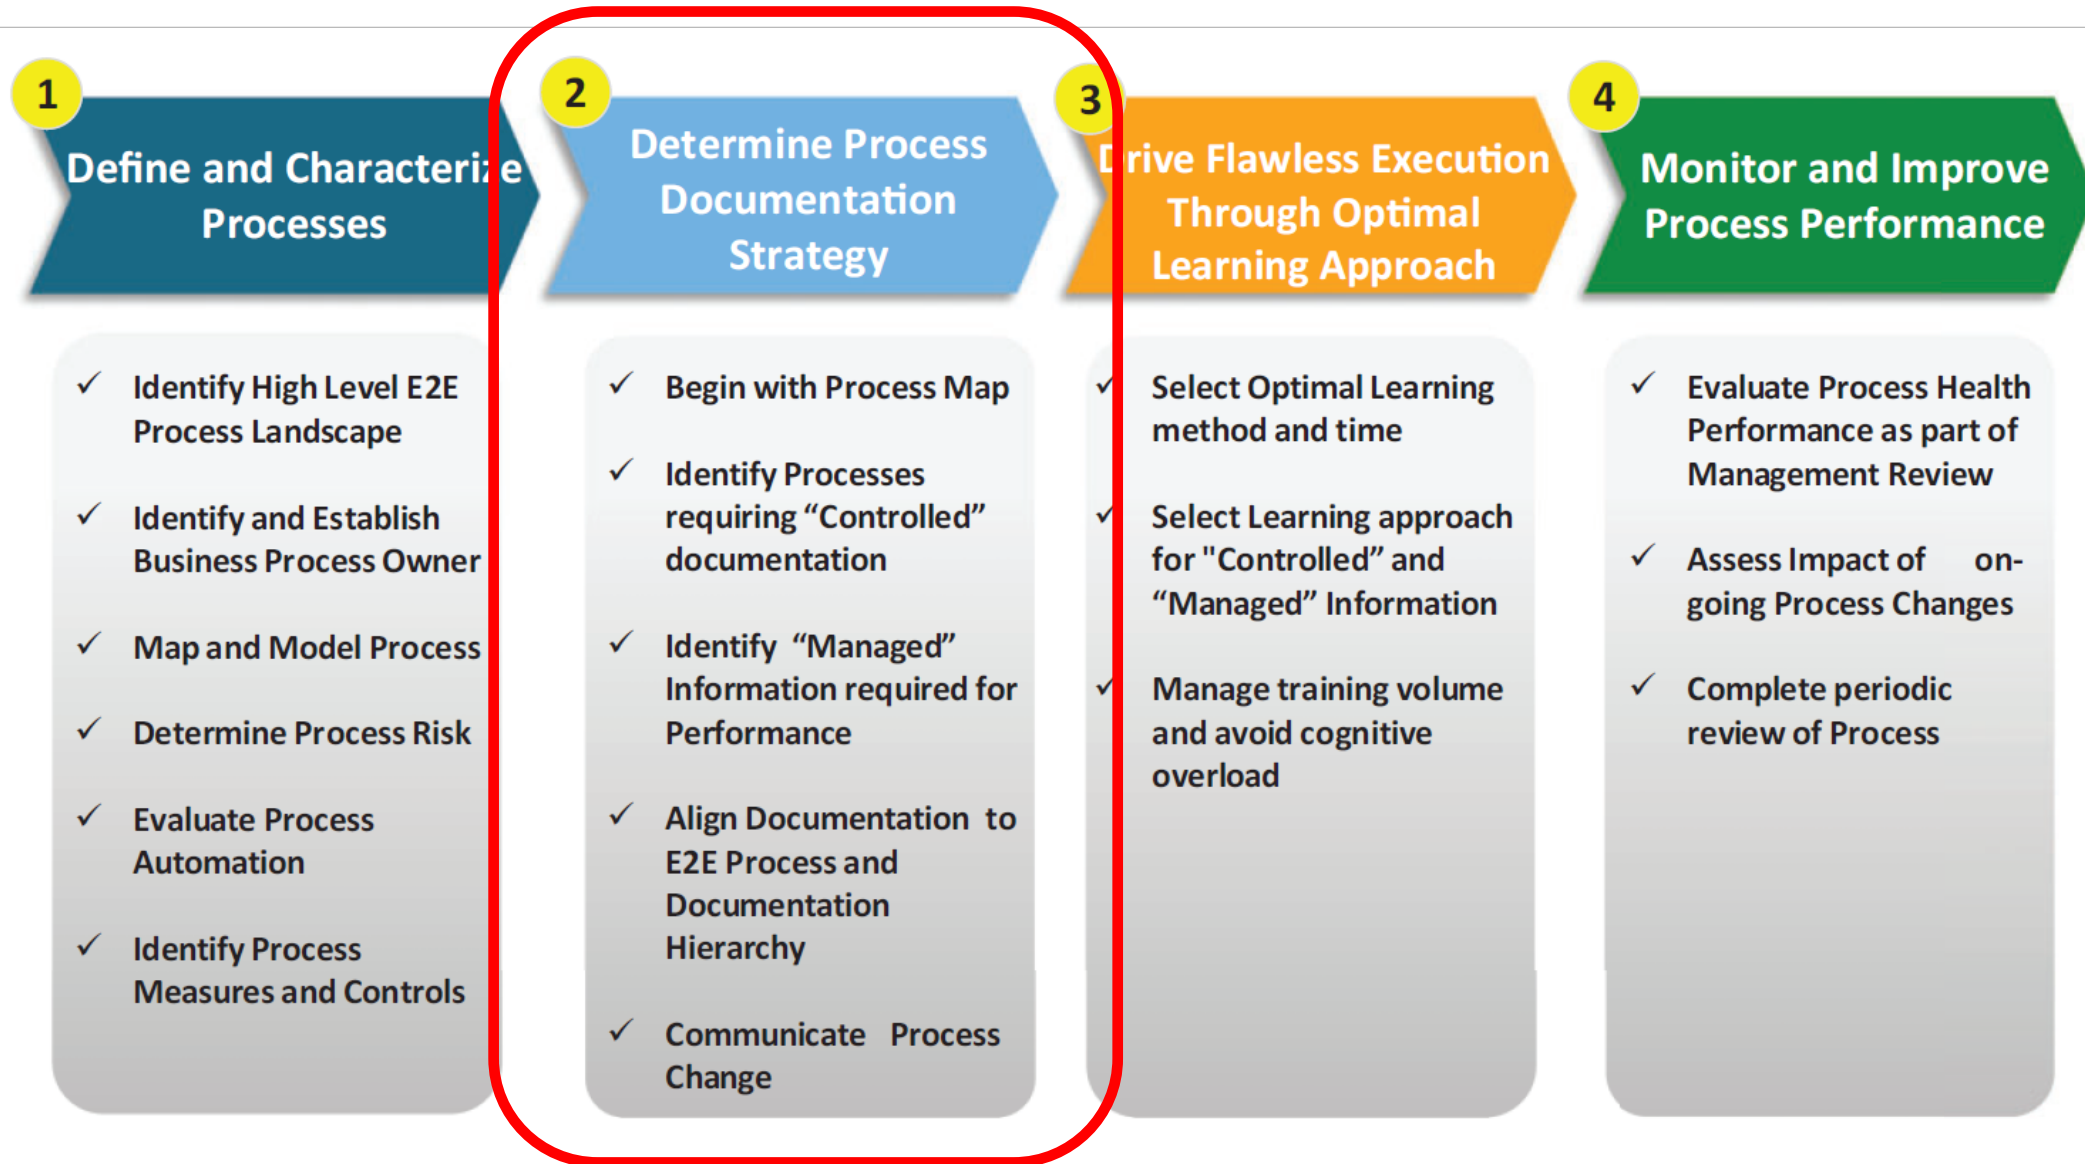 1
Define and Characterize
Processes
✓ Identify High Level E2E
Process Landscape
✓ Identify and Establish
Business Process Owner
✓ Map and Model Process
✓ Determine Process Risk
✓ Evaluate Process
Automation
✓ Identify Process
Measures and Controls
2
Determine Process
Documentation
Strategy
✓ Begin with Process Map
✓ Identify Processes
requiring “Controlled”
documentation
✓ Identify “Managed”
Information required for
Performance
✓ Align Documentation to
E2E Process and
Documentation
Hierarchy
✓ Communicate Process
Change
3
Drive Flawless Execution
Through Optimal
Learning Approach
✓ Select Optimal Learning
method and time
✓ Select Learning approach
for "Controlled” and
“Managed” Information
✓ Manage training volume
and avoid cognitive
overload
4
Monitor and Improve
Process Performance
✓ Evaluate Process Health
Performance as part of
Management Review
✓ Assess Impact of on-
going Process Changes
✓ Complete periodic
review of Process